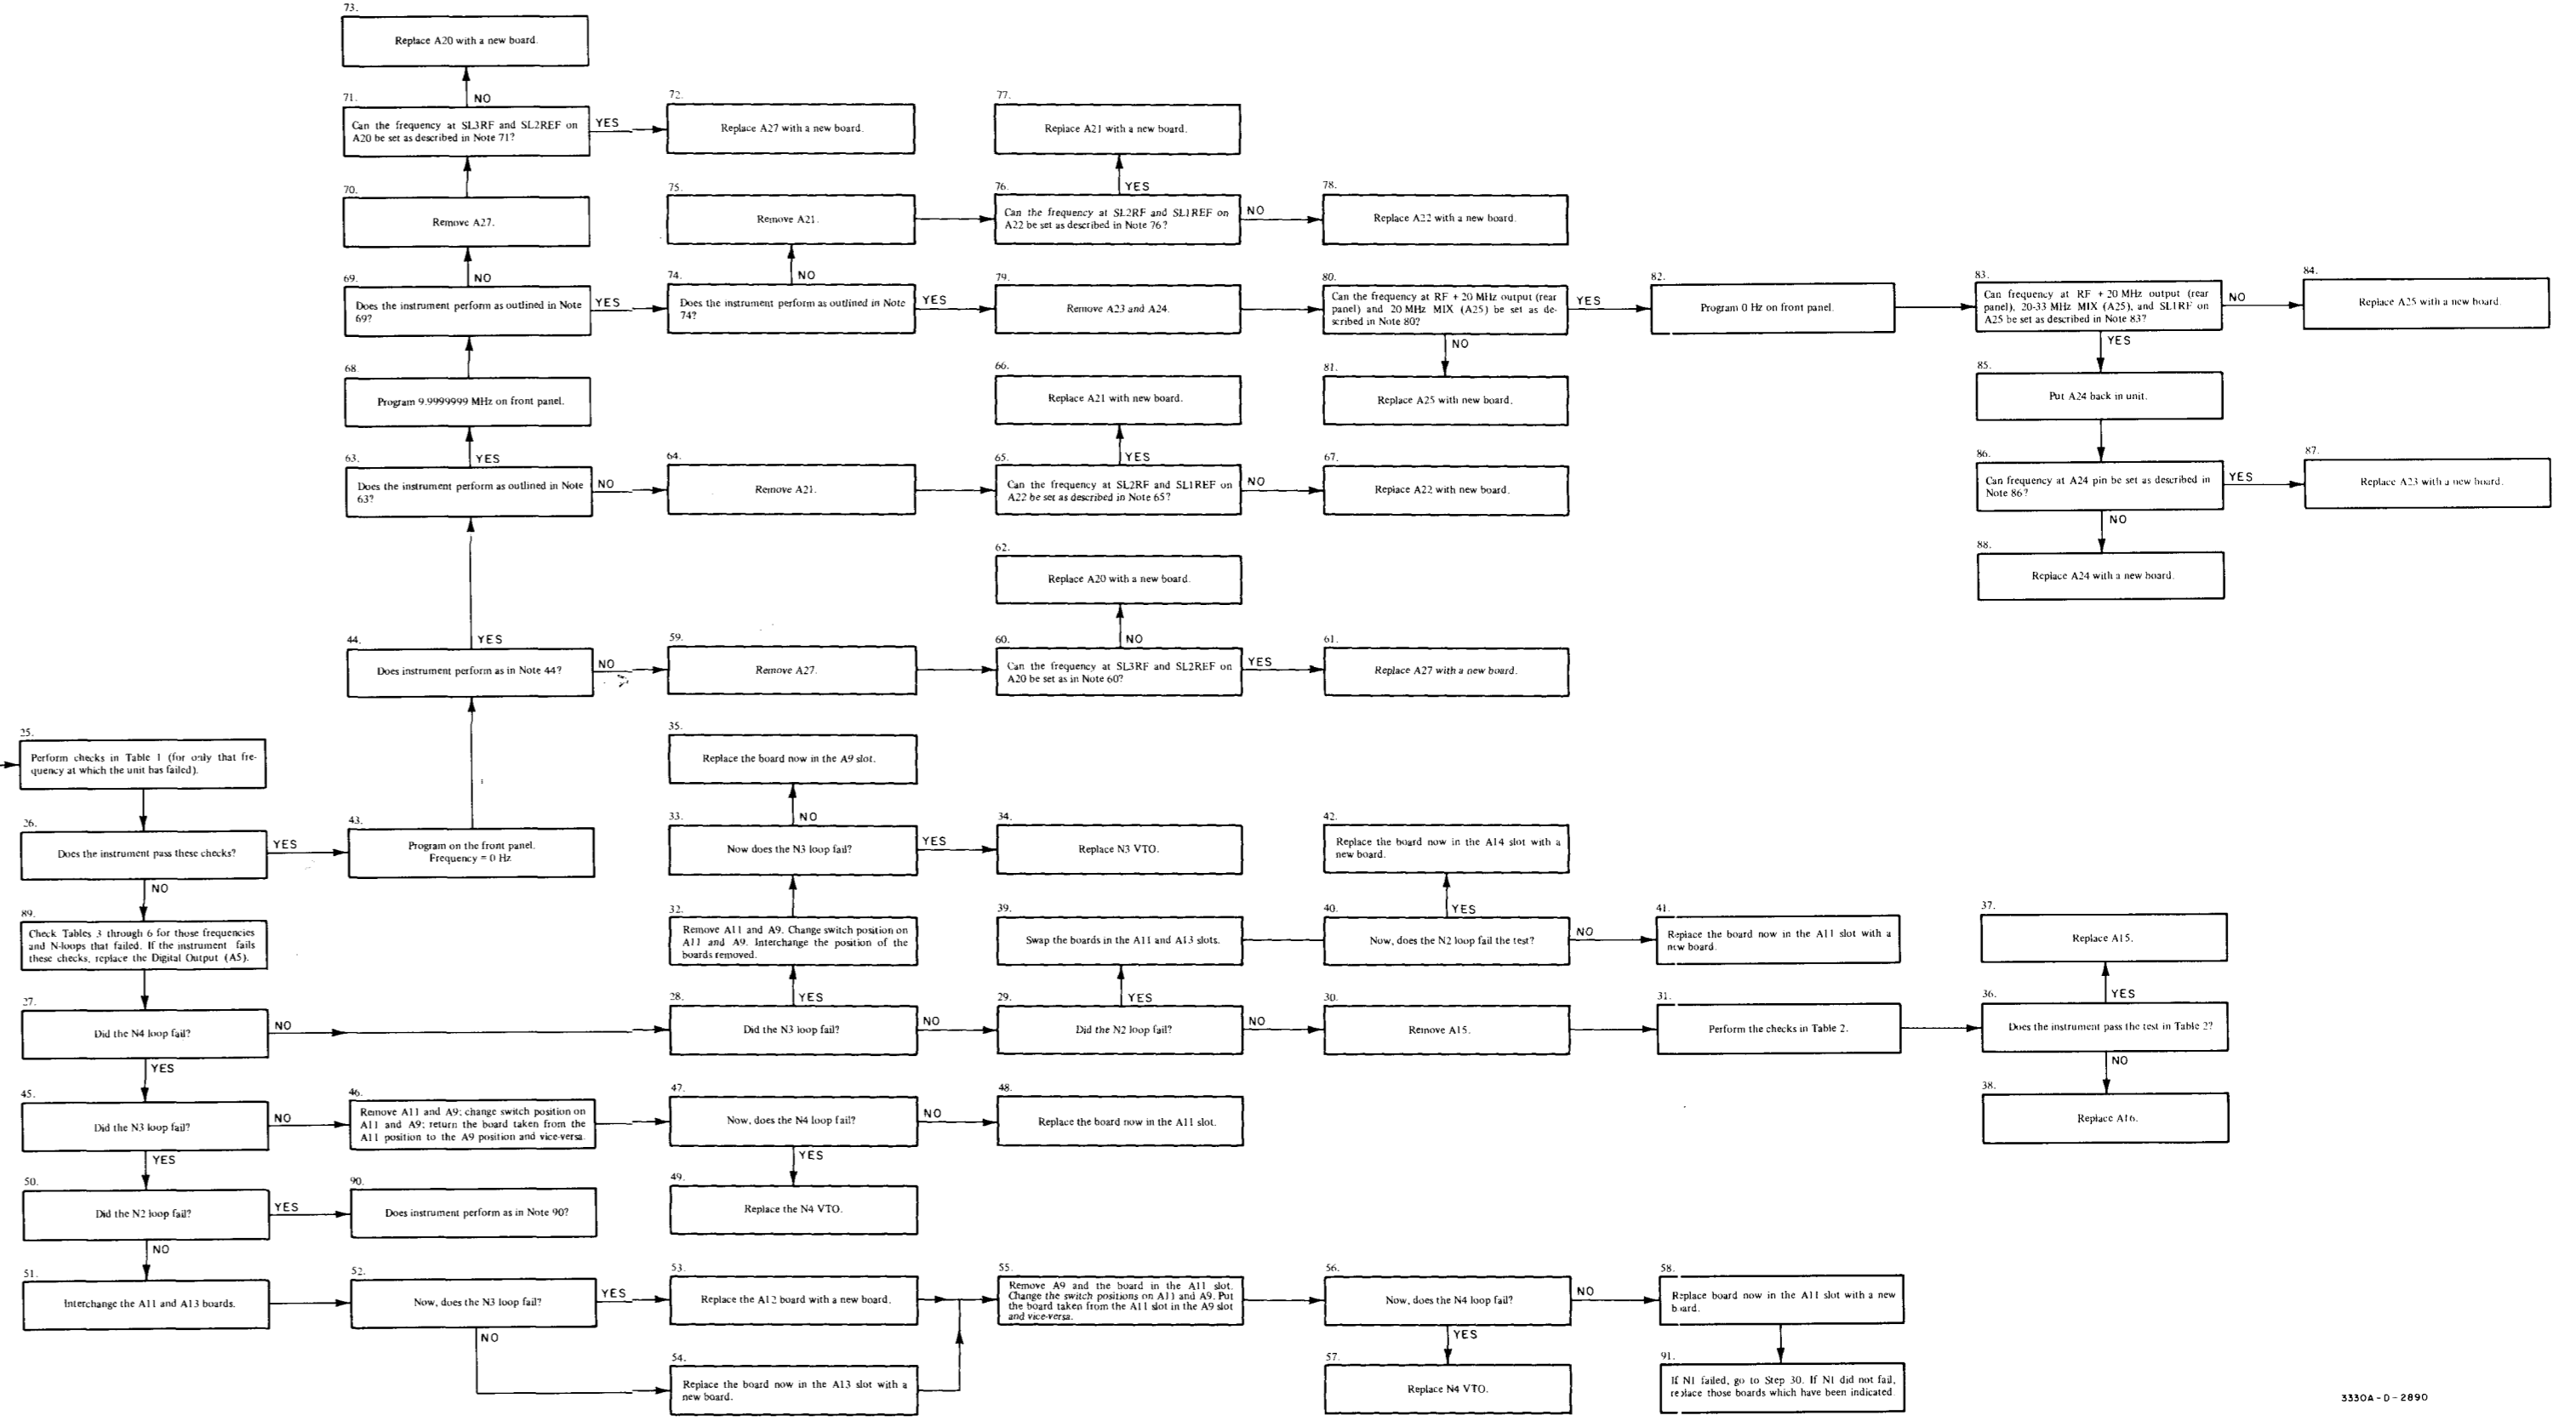 73.
Replace A20 with a new board.
NO
71.
Can the frequency at SL3RF and SL2REF on
A20 be set as described in Note 71?
YES
72.
Replace A27 with a new board.
77.
Replace A21 with a new board.
YES
70.
Remove A27.
75.
Remove A21.
76.
Can the frequency at SL2RF and SL1REF on
A22 be set as described in Note 76?
NO
78.
Replace A22 with a new board.
NO
NO
69.
Does the instrument perform as outlined in Note
69?
YES
74.
Does the instrument perform as outlined in Note
74?
YES
79.
Remove A23 and A24.
80.
Can the frequency at RF + 20 MHz output (rear
panel) and 20 MHz MIX (A25) be set as de-
scribed in Note 80?
YES
82.
Program 0 Hz on front panel.
83.
Can frequency at RF + 20 MHz output (rear
panel), 20-33 MHz MIX (A25), and SL1RF on
A25 be set as described in Note 83?
NO
84.
Replace A25 with a new board.
NO
YES
68.
Program 9.9999999 MHz on front panel.
66.
Replace A21 with new board.
81.
Replace A25 with new board.
85.
Put A24 back in unit.
YES
YES
63.
Does the instrument perform as outlined in Note
63?
NO
64.
Remove A21.
65.
Can the frequency at SL2RF and SL1REF on
A22 be set as described in Note 65?
NO
67.
Replace A22 with new board.
86.
Can frequency at A24 pin be set as described in
Note 86?
YES
87.
Replace A23 with a new board.
NO
62.
Replace A20 with a new board.
88.
Replace A24 with a new board.
YES
NO
44.
Does instrument perform as in Note 44?
NO
59.
Remove A27.
60.
Can the frequency at SL3RF and SL2REF on
A20 be set as in Note 60?
YES
61.
Replace A27 with a new board.
25.
Perform checks in Table 1 (for only that fre-
quency at which the unit has failed).
35.
Replace the board now in the A9 slot.
NO
26.
Does the instrument pass these checks?
YES
43.
Program on the front panel.
Frequency = 0 Hz
33.
Now does the N3 loop fail?
YES
34.
Replace N3 VTO.
42.
Replace the board now in the A14 slot with a
new board.
NO
YES
89.
Check Tables 3 through 6 for those frequencies
and N-loops that failed. If the instrument fails
these checks, replace the Digital Output (A5).
32.
Remove A11 and A9. Change switch position on
A11 and A9. Interchange the position of the
boards removed.
39.
Swap the boards in the A11 and A13 slots.
40.
Now, does the N2 loop fail the test?
NO
41.
Replace the board now in the A11 slot with a
new board.
37.
Replace A15.
YES
YES
YES
27.
Did the N4 loop fail?
NO
28.
Did the N3 loop fail?
NO
29.
Did the N2 loop fail?
NO
30.
Remove A15.
31.
Perform the checks in Table 2.
36.
Does the instrument pass the test in Table 2?
YES
NO
45.
Did the N3 loop fail?
NO
46.
Remove A11 and A9; change switch position on
A11 and A9; return the board taken from the
A11 position to the A9 position and vice-versa.
47.
Now, does the N4 loop fail?
NO
48.
Replace the board now in the A11 slot.
38.
Replace A16.
YES
YES
50.
Did the N2 loop fail?
YES
90.
Does instrument perform as in Note 90?
49.
Replace the N4 VTO.
NO
51.
Interchange the A11 and A13 boards.
52.
Now, does the N3 loop fail?
YES
53.
Replace the A12 board with a new board.
55.
Remove A9 and the board in the A11 slot.
Change the switch positions on A11 and A9. Put
the board taken from the A11 slot in the A9 slot
and vice-versa.
56.
Now, does the N4 loop fail?
NO
58.
Replace board now in the A11 slot with a new
board.
NO
YES
54.
Replace the board now in the A13 slot with a
new board.
57.
Replace N4 VTO.
91.
If N1 failed, go to Step 30. If N1 did not fail,
replace those boards which have been indicated.
3330A-D-2890